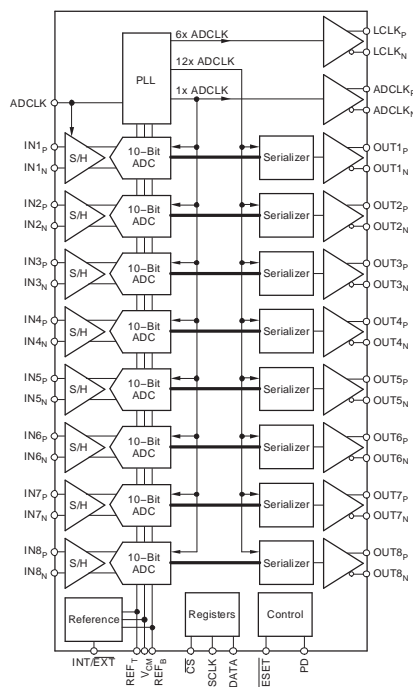 6x ADCLK
LCLKP
LCLKN
PLL
12x ADCLK
1x ADCLK
ADCLKP
ADCLKN
ADCLK
IN1P
IN1N
S/H
10–Bit
ADC
Serializer
OUT1P
OUT1N
IN2P
IN2N
S/H
10–Bit
ADC
Serializer
OUT2P
OUT2N
IN3P
IN3N
S/H
10–Bit
ADC
Serializer
OUT3P
OUT3N
IN4P
IN4N
S/H
10–Bit
ADC
Serializer
OUT4P
OUT4N
IN5P
IN5N
S/H
10–Bit
ADC
Serializer
OUT5P
OUT5N
IN6P
IN6N
S/H
10–Bit
ADC
Serializer
OUT6P
OUT6N
IN7P
IN7N
S/H
10–Bit
ADC
Serializer
OUT7P
OUT7N
IN8P
IN8N
S/H
10–Bit
ADC
Serializer
OUT8P
OUT8N
Reference
Registers
Control
INT/EXT
REFT
VCM
REFB
CS
SCLK
DATA
ESET
PD